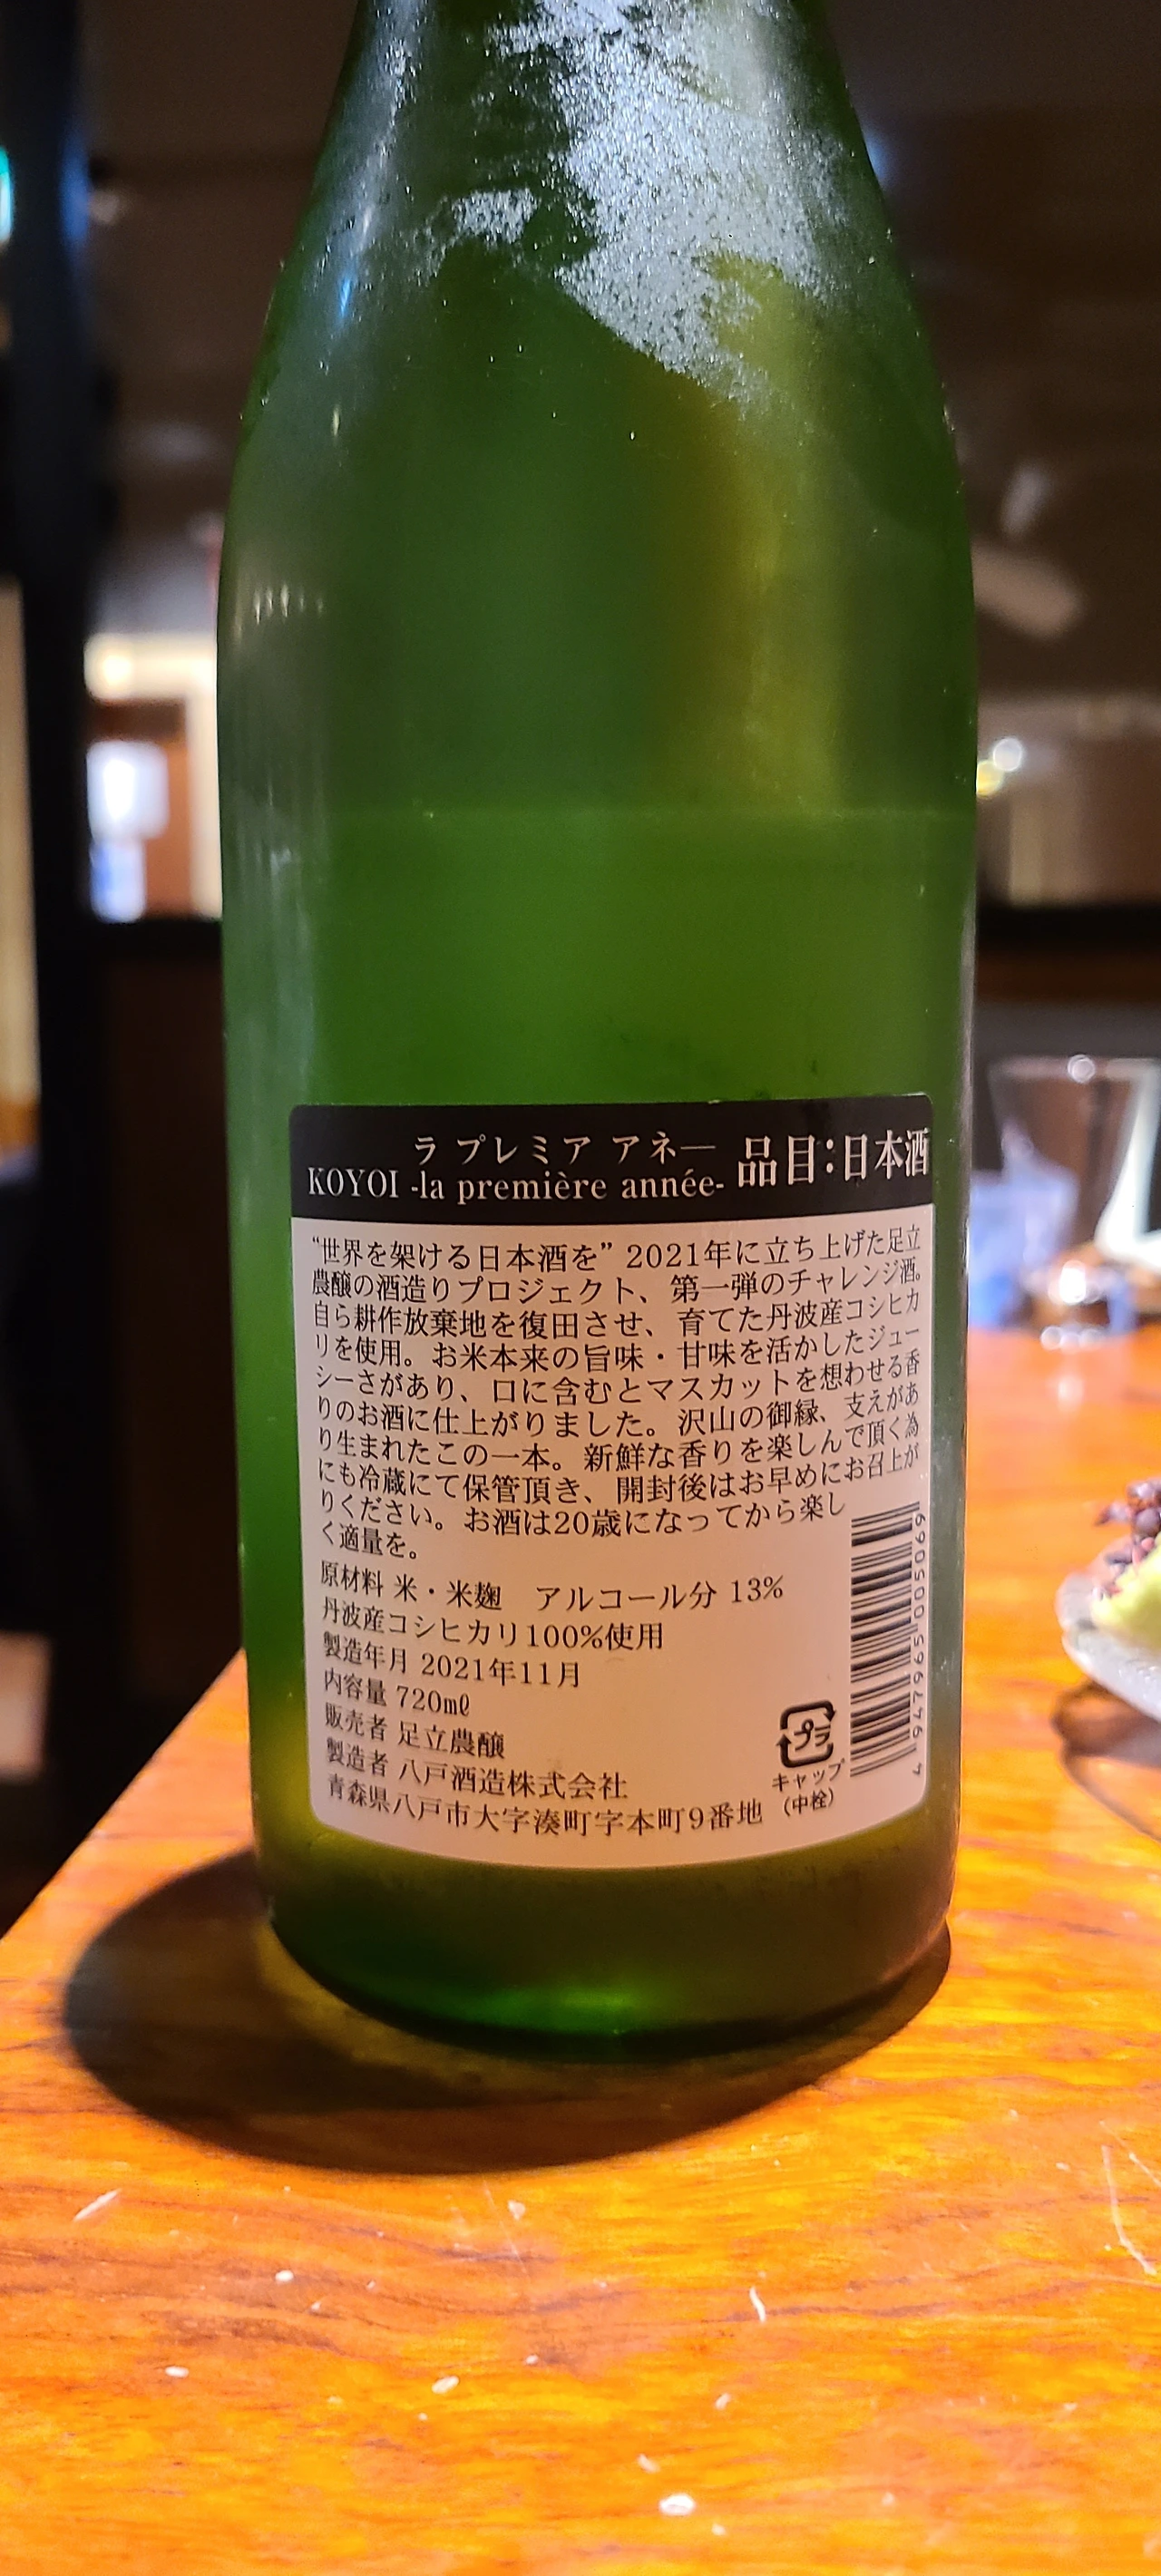 ラ プレミア アネ―
KOYOI -la première année-
品目:日本酒
“世界を架ける日本酒を” 2021年に立ち上げた足立
農醸の酒造りプロジェクト、第一弾のチャレンジ酒。
自ら耕作放棄地を復田させ、育てた丹波産コシヒカ
リを使用。お米本来の旨味・甘味を活かしたジュー
シーさがあり、口に含むとマスカットを想わせる香
りのお酒に仕上がりました。沢山の御縁、支えがあ
り生まれたこの一本。新鮮な香りを楽しんで頂く為
にも冷蔵にて保管頂き、開封後はお早めにお召上が
りください。お酒は20歳になってから楽し
く適量を。
原材料 米・米麹 アルコール分 13%
丹波産コシヒカリ100%使用
製造年月 2021年11月
内容量 720mℓ
販売者 足立農醸
製造者 八戸酒造株式会社
青森県八戸市大字湊町字本町9番地
プラ
キャップ
(中栓)
4947965005069